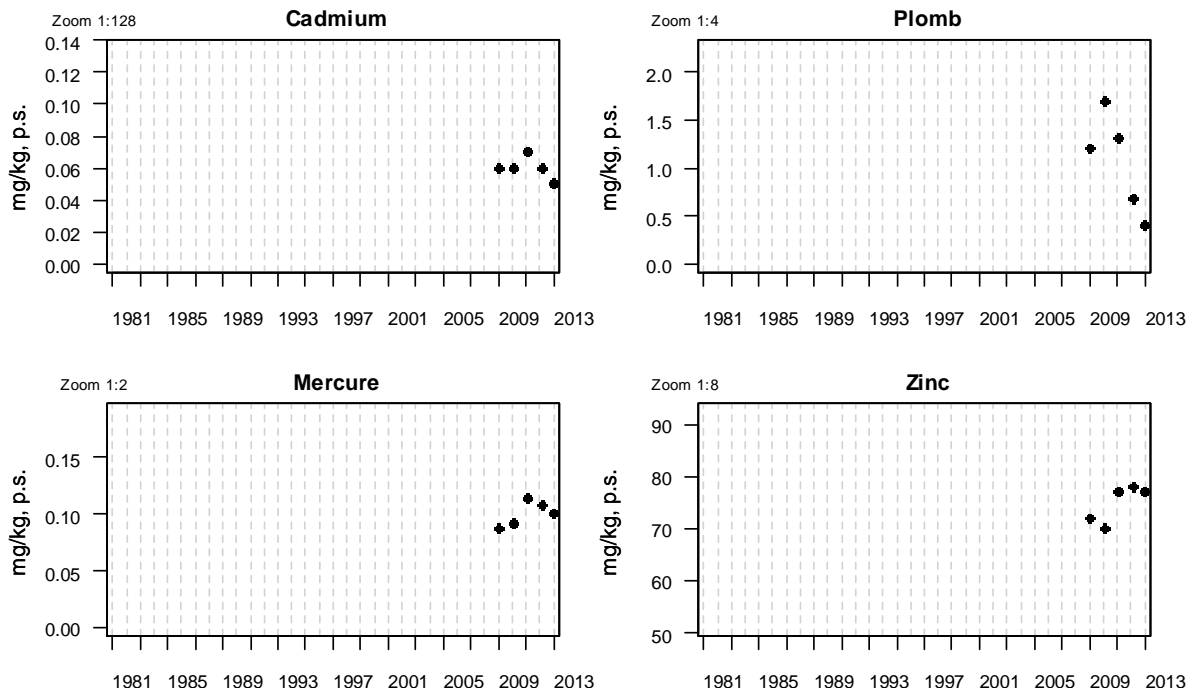 Zoom 1:128
Cadmium
0.14
0.12
0.10
0.08
0.06
0.04
0.02
0.00
mg/kg, p.s.
1981 1985 1989 1993 1997 2001 2005 2009 2013
Zoom 1:4
Plomb
2.0
1.5
1.0
0.5
0.0
mg/kg, p.s.
1981 1985 1989 1993 1997 2001 2005 2009 2013
Zoom 1:2
Mercure
0.15
0.10
0.05
0.00
mg/kg, p.s.
1981 1985 1989 1993 1997 2001 2005 2009 2013
Zoom 1:8
Zinc
90
80
70
60
50
mg/kg, p.s.
1981 1985 1989 1993 1997 2001 2005 2009 2013